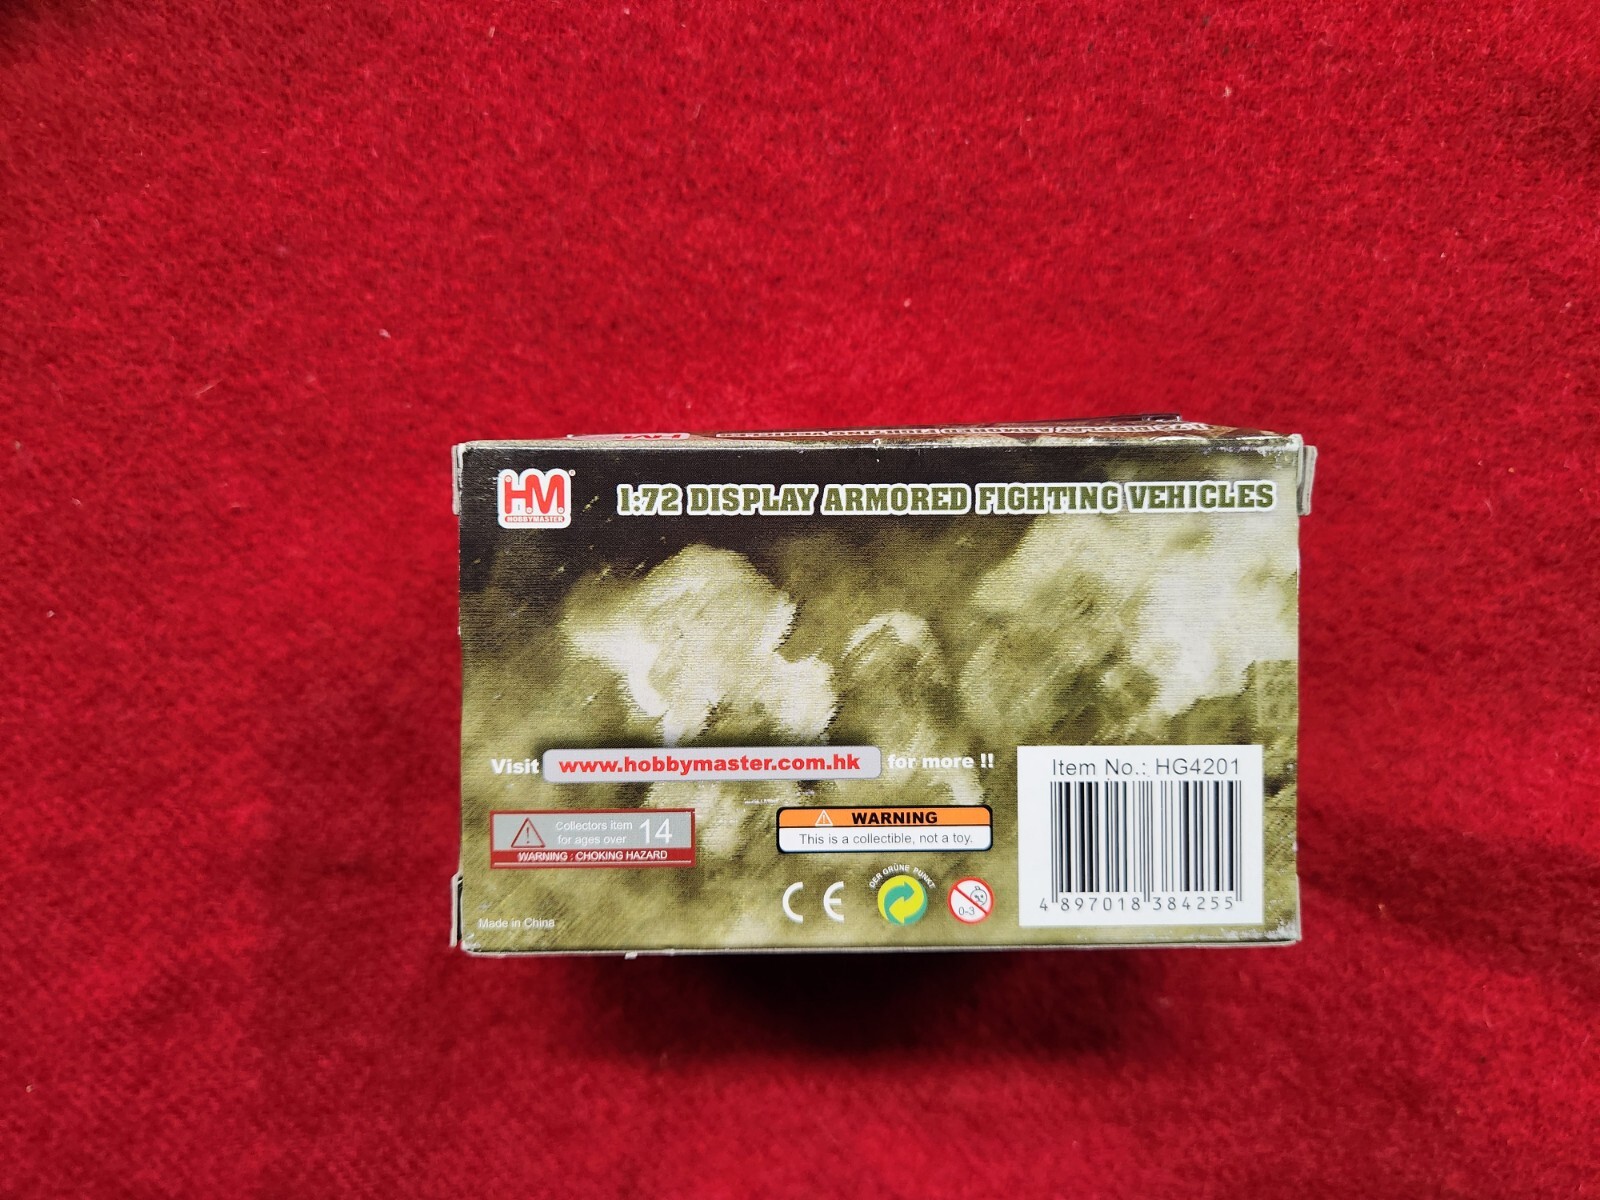 HM
HOBBYMASTER
1:72 DISPLAY ARMORED FIGHTING VEHICLES
Visit www.hobbymaster.com.hk for more !!
Item No.: HG4201
Collectors item
for ages over 14
WARNING : CHOKING HAZARD
WARNING
This is a collectible, not a toy.
CE
DER GRÜNE PUNKT
0-3
4 897018 384255
Made in China